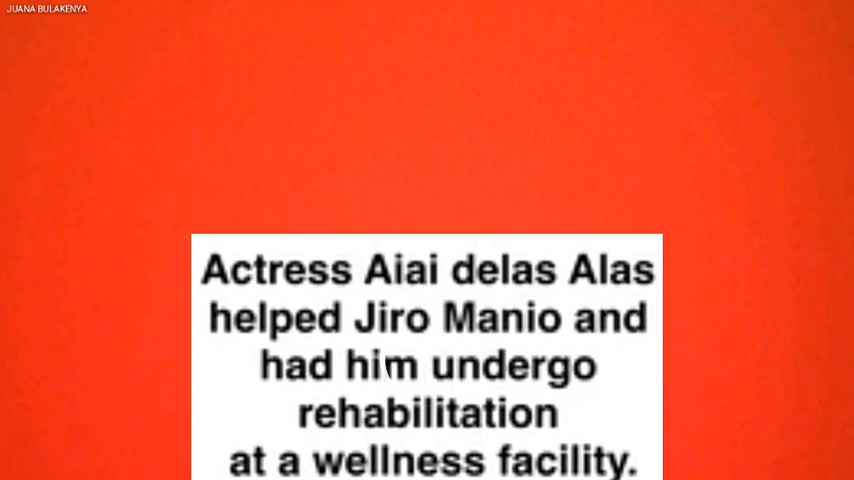 JUANA BULAKENYA
Actress Aiai delas Alas
helped Jiro Manio and
had him undergo
rehabilitation
at a wellness facility.